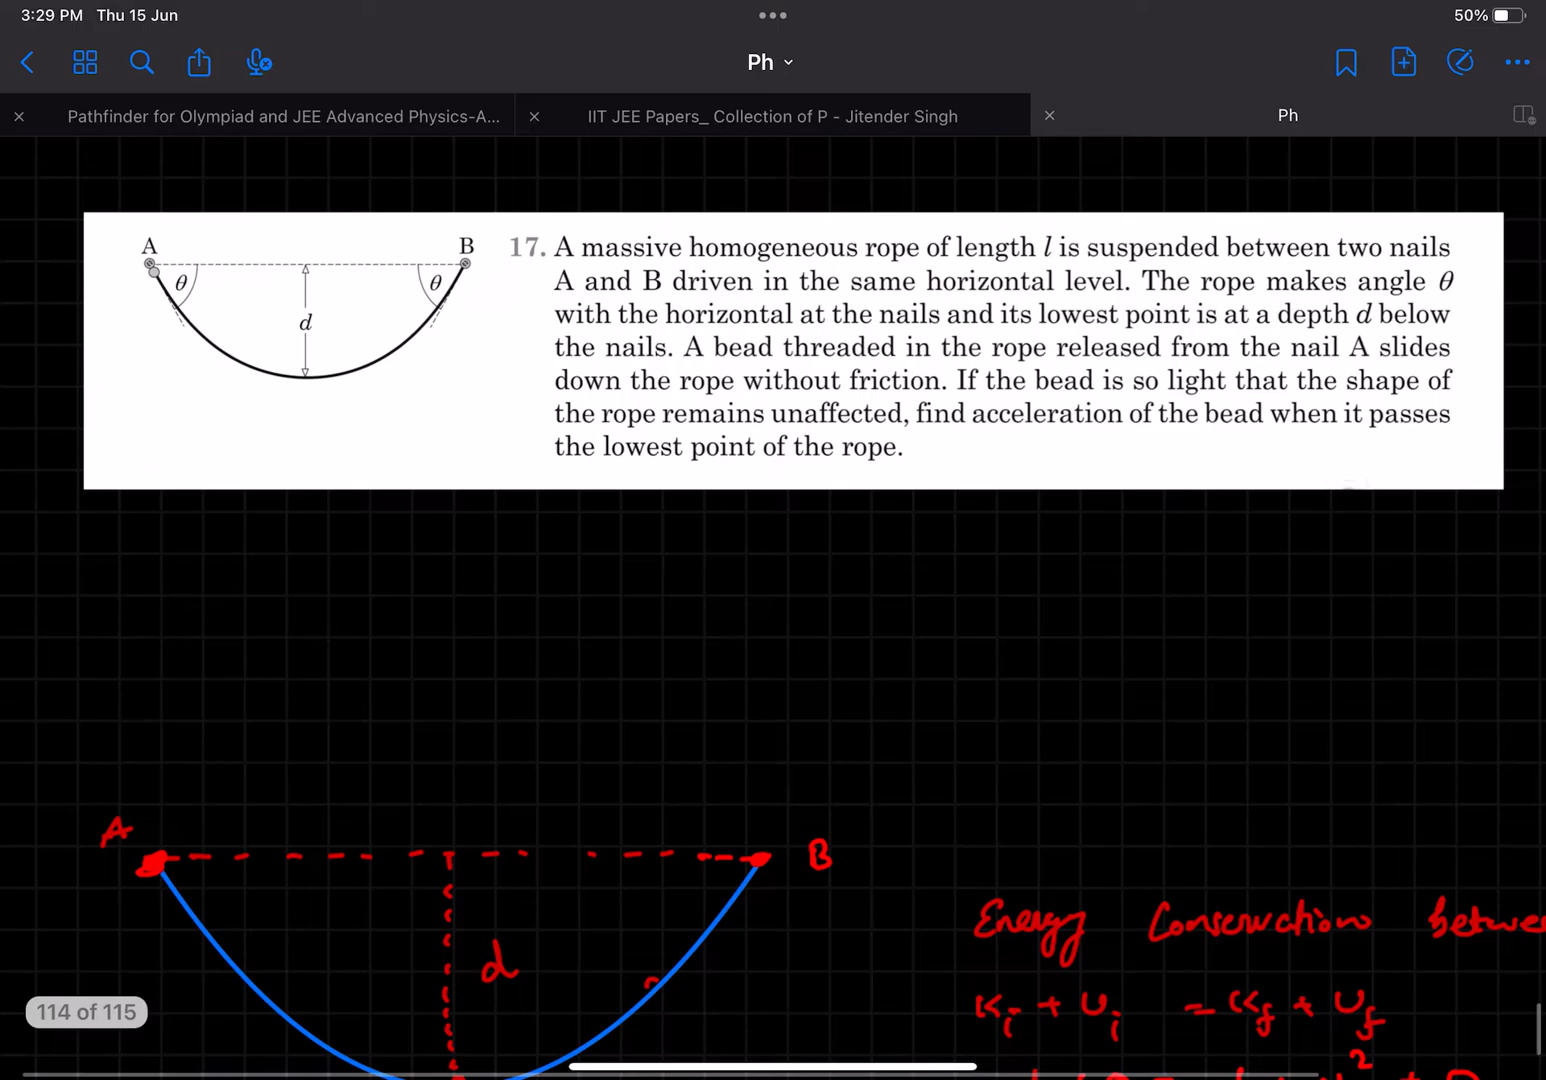 3:29 PM Thu 15 Jun
50%
Ph
Pathfinder for Olympiad and JEE Advanced Physics-A...
IIT JEE Papers_ Collection of P - Jitender Singh
Ph
A
B
θ
θ
d
17. A massive homogeneous rope of length l is suspended between two nails
A and B driven in the same horizontal level. The rope makes angle θ
with the horizontal at the nails and its lowest point is at a depth d below
the nails. A bead threaded in the rope released from the nail A slides
down the rope without friction. If the bead is so light that the shape of
the rope remains unaffected, find acceleration of the bead when it passes
the lowest point of the rope.
A
B
d
Energy Conservation
K_i + U_i = K_f + U_f
114 of 115